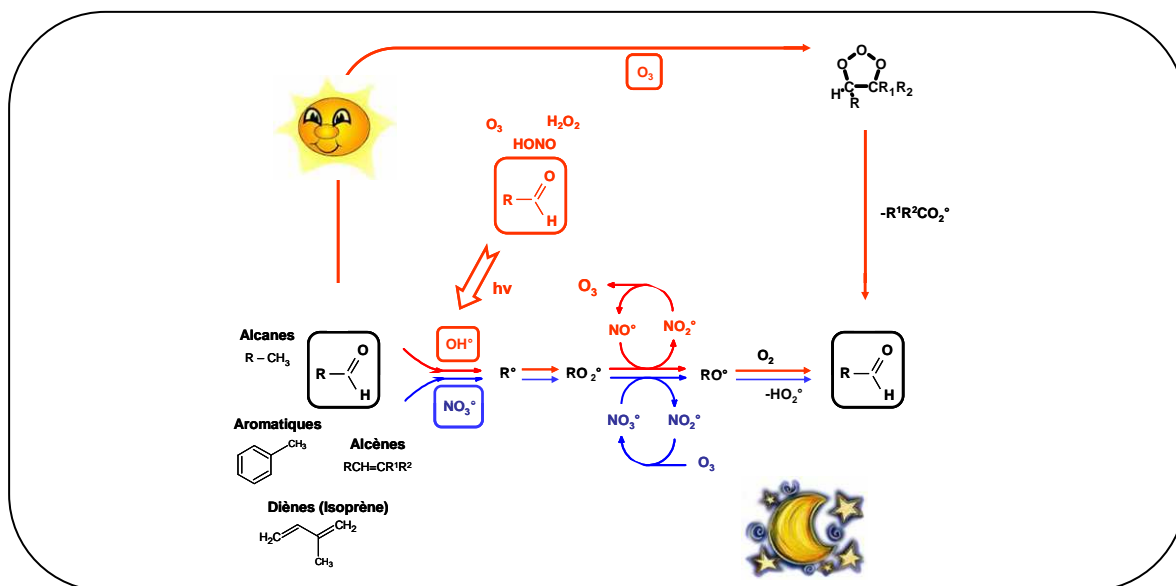 O₃
O O O
H C CR₁R₂
R
O₃ H₂O₂
HONO
R O
H
-R¹R²CO₂°
hν
O₃
NO° NO₂°
Alcanes
R – CH₃
OH°
R O
H
R° RO₂° RO° O₂
-HO₂°
R O
H
NO₃°
NO₃° NO₂°
O₃
Aromatiques
CH₃
Alcènes
RCH=CR¹R²
Diènes (Isoprène)
H₂C CH₂
CH₃